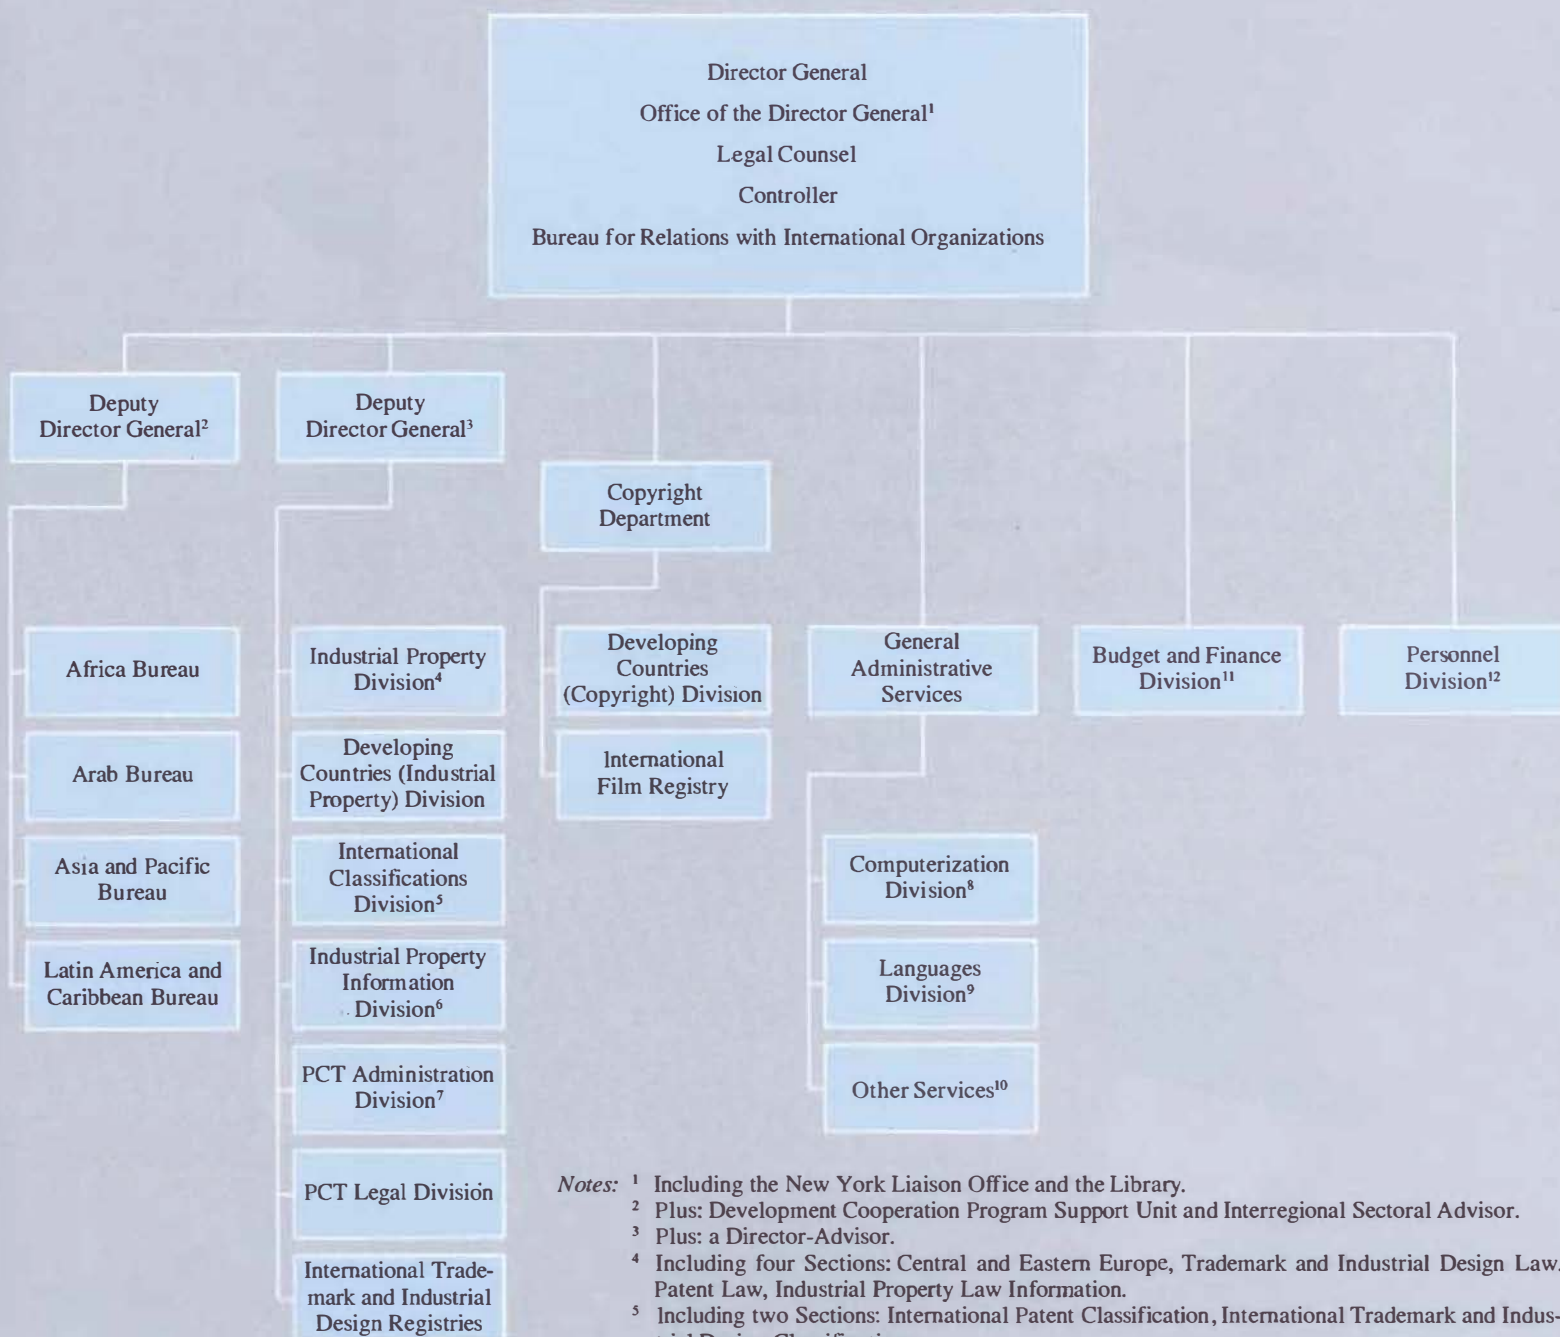 Director General
Office of the Director General¹
Legal Counsel
Controller
Bureau for Relations with International Organizations
Deputy
Director General²
Deputy
Director General³
Copyright
Department
Africa Bureau
Arab Bureau
Asia and Pacific
Bureau
Latin America and
Caribbean Bureau
Industrial Property
Division⁴
Developing
Countries (Industrial
Property) Division
International
Classifications
Division⁵
Industrial Property
Information
Division⁶
PCT Administration
Division⁷
PCT Legal Division
International Trade-
mark and Industrial
Design Registries
Developing
Countries
(Copyright) Division
International
Film Registry
General
Administrative
Services
Computerization
Division⁸
Languages
Division⁹
Other Services¹⁰
Budget and Finance
Division¹¹
Personnel
Division¹²
Notes: ¹ Including the New York Liaison Office and the Library.
² Plus: Development Cooperation Program Support Unit and Interregional Sectoral Advisor.
³ Plus: a Director-Advisor.
⁴ Including four Sections: Central and Eastern Europe, Trademark and Industrial Design Law,
Patent Law, Industrial Property Law Information.
⁵ Including two Sections: International Patent Classification, International Trademark and Indus-